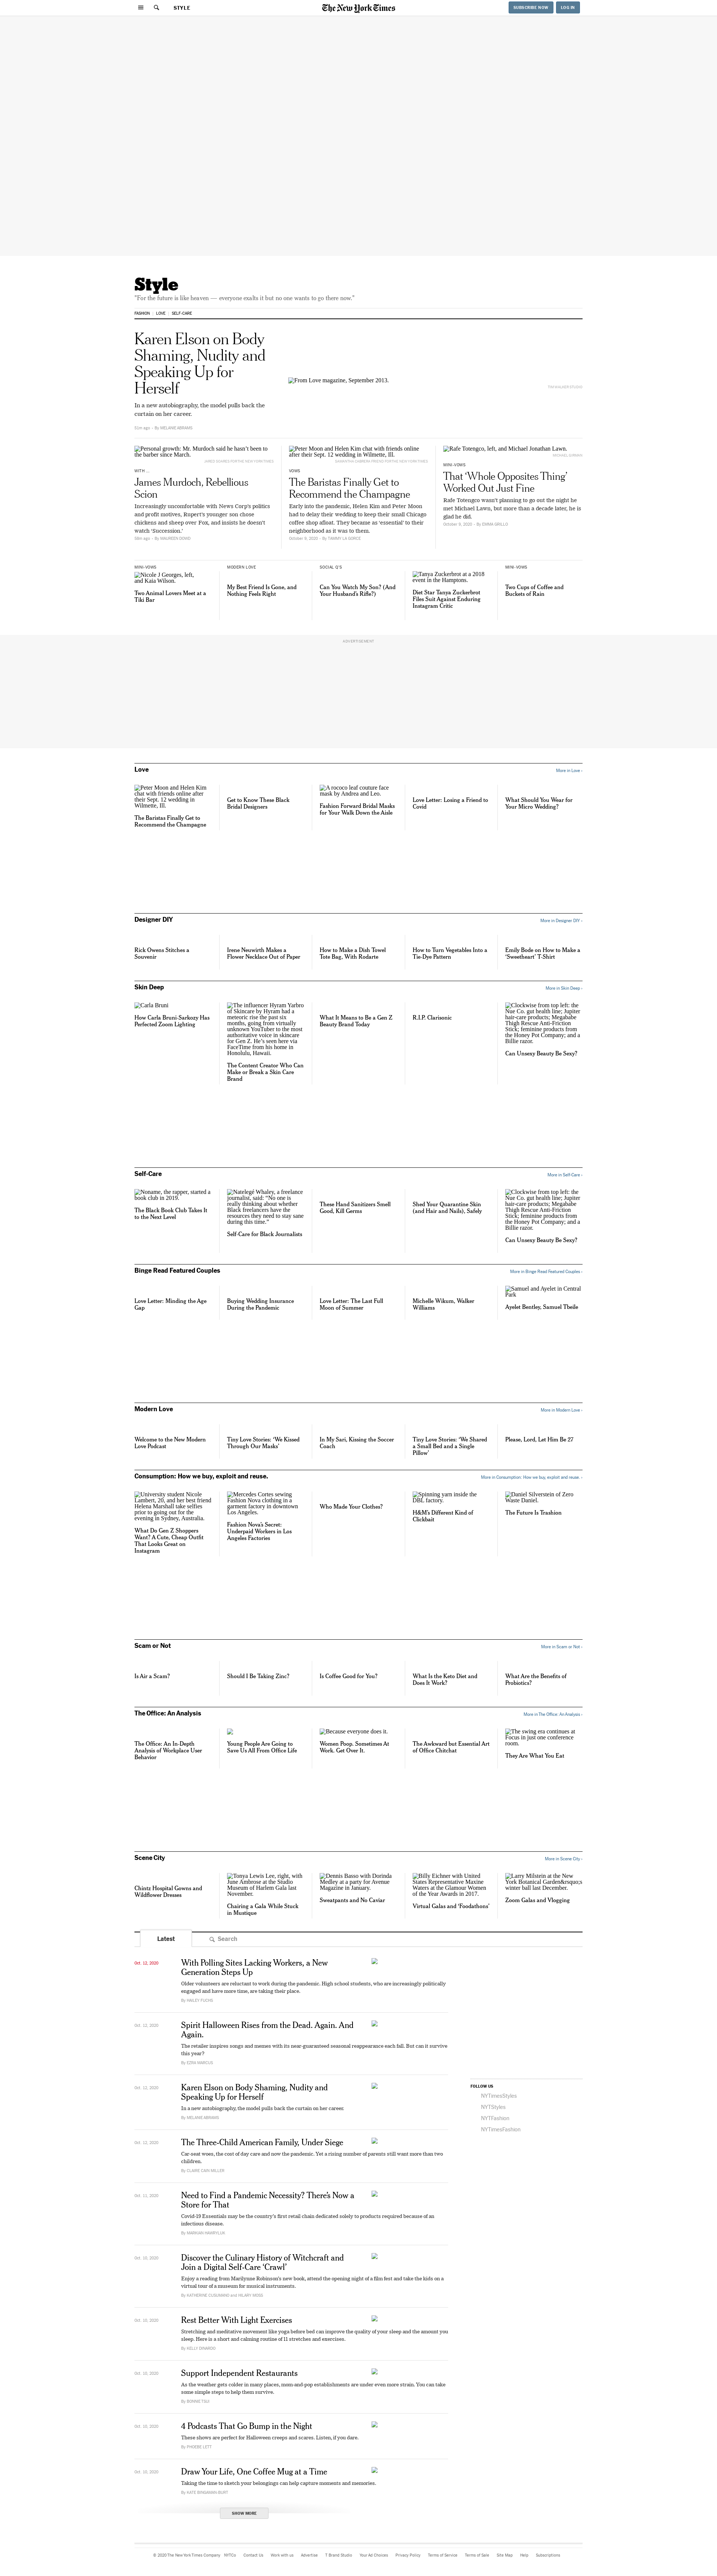 STYLE
The New York Times
SUBSCRIBE NOW
LOG IN
Style
"For the future is like heaven — everyone exalts it but no one wants to go there now."
FASHION
LOVE
SELF-CARE
Karen Elson on Body
Shaming, Nudity and
Speaking Up for
Herself
In a new autobiography, the model pulls back the
curtain on her career.
By MELANIE ABRAMS
From Love magazine, September 2013.
Personal growth: Mr. Murdoch said he hasn't been to
the barber since March.
WITH ...
James Murdoch, Rebellious
Scion
Increasingly uncomfortable with News Corp's politics
and profit motives, Rupert's younger son chose
chickens and sheep over Fox, and insists he doesn't
watch 'Succession.'
By MAUREEN DOWD
Peter Moon and Helen Kim chat with friends online
after their Sept. 12 wedding in Wilmette, Ill.
VOWS
The Baristas Finally Get to
Recommend the Champagne
Early into the pandemic, Helen Kim and Peter Moon
had to delay their wedding to keep their small Chicago
coffee shop afloat. They became as 'essential' to their
neighborhood as it was to them.
October 9, 2020 - By TAMMY LA GORCE
Rafe Totengco, left, and Michael Jonathan Lawn.
MINI-VOWS
That 'Whole Opposites Thing'
Worked Out Just Fine
Rafe Totengco wasn't planning to go out the night he
met Michael Lawn, but more than a decade later, he is
glad he did.
October 9, 2020 - By EMMA GRILLO
MINI-VOWS
Nicole J Georges, left,
and Kaia Wilson.
Two Animal Lovers Meet at a
Tiki Bar
MODERN LOVE
My Best Friend Is Gone, and
Nothing Feels Right
SOCIAL Q'S
Can You Watch My Son? (And
Your Husband's Rifle?)
Tanya Zuckerbrot at a 2018
event in the Hamptons.
Diet Star Tanya Zuckerbrot
Files Suit Against Enduring
Instagram Critic
MINI-VOWS
Two Cups of Coffee and
Buckets of Rain
ADVERTISEMENT
Love
More in Love ›
Peter Moon and Helen Kim
chat with friends online after
their Sept. 12 wedding in
Wilmette, Ill.
The Baristas Finally Get to
Recommend the Champagne
Get to Know These Black
Bridal Designers
A rococo leaf couture face
mask by Andrea and Leo.
Fashion Forward Bridal Masks
for Your Walk Down the Aisle
Love Letter: Losing a Friend to
Covid
What Should You Wear for
Your Micro Wedding?
Designer DIY
More in Designer DIY ›
Rick Owens Stitches a
Souvenir
Irene Neuwirth Makes a
Flower Necklace Out of Paper
How to Make a Dish Towel
Tote Bag, With Rodarte
How to Turn Vegetables Into a
Tie-Dye Pattern
Emily Bode on How to Make a
'Sweetheart' T-Shirt
Skin Deep
More in Skin Deep ›
Carla Bruni
How Carla Bruni-Sarkozy Has
Perfected Zoom Lighting
The influencer Hyram Yarbro
of Skincare by Hyram had a
meteoric rise the past six
months, going from virtually
unknown YouTuber to the most
authoritative voice in skincare
for Gen Z. He's seen here via
FaceTime from his home in
Honolulu, Hawaii.
The Content Creator Who Can
Make or Break a Skin Care
Brand
What It Means to Be a Gen Z
Beauty Brand Today
R.I.P. Clarisonic
Clockwise from top left: the
Nue Co. gut health line; Jupiter
hair-care products; Megababe
Thigh Rescue Anti-Friction
Stick; feminine products from
the Honey Pot Company; and a
Billie razor.
Can Unsexy Beauty Be Sexy?
Self-Care
More in Self-Care ›
Noname, the rapper, started a
book club in 2019.
The Black Book Club Takes It
to the Next Level
Natelegé Whaley, a freelance
journalist, said: "No one is
really thinking about whether
Black freelancers have the
resources they need to stay sane
during this time."
Self-Care for Black Journalists
These Hand Sanitizers Smell
Good, Kill Germs
Shed Your Quarantine Skin
(and Hair and Nails), Safely
Clockwise from top left: the
Nue Co. gut health line; Jupiter
hair-care products; Megababe
Thigh Rescue Anti-Friction
Stick; feminine products from
the Honey Pot Company; and a
Billie razor.
Can Unsexy Beauty Be Sexy?
Binge Read Featured Couples
More in Binge Read Featured Couples ›
Love Letter: Minding the Age
Gap
Buying Wedding Insurance
During the Pandemic
Love Letter: The Last Full
Moon of Summer
Michelle Wikum, Walker
Williams
Samuel and Ayelet in Central
Park
Ayelet Bentley, Samuel Theile
Modern Love
More in Modern Love ›
Welcome to the New Modern
Love Podcast
Tiny Love Stories: 'We Kissed
Through Our Masks'
In My Sari, Kissing the Soccer
Coach
Tiny Love Stories: 'We Shared
a Small Bed and a Single
Pillow'
Please, Lord, Let Him Be 27
Consumption: How we buy, exploit and reuse.
More in Consumption: How we buy, exploit and reuse. ›
University student Nicole
Lambert, 20, and her best friend
Helena Marshall take selfies
prior to going out for the
evening in Sydney, Australia.
What Do Gen Z Shoppers
Want? A Cute, Cheap Outfit
That Looks Great on
Instagram
Mercedes Cortes sewing
Fashion Nova clothing in a
garment factory in downtown
Los Angeles.
Fashion Nova's Secret:
Underpaid Workers in Los
Angeles Factories
Who Made Your Clothes?
Spinning yarn inside the
DBL factory.
H&M's Different Kind of
Clickbait
Daniel Silverstein of Zero
Waste Daniel.
The Future Is Trashion
Scam or Not
More in Scam or Not ›
Is Air a Scam?
Should I Be Taking Zinc?
Is Coffee Good for You?
What Is the Keto Diet and
Does It Work?
What Are the Benefits of
Probiotics?
The Office: An Analysis
More in The Office: An Analysis ›
The Office: An In-Depth
Analysis of Workplace User
Behavior
Young People Are Going to
Save Us All From Office Life
Because everyone does it.
Women Poop. Sometimes At
Work. Get Over It.
The Awkward but Essential Art
of Office Chitchat
The swing era continues at
Focus in just one conference
room.
They Are What You Eat
Scene City
More in Scene City ›
Chintz Hospital Gowns and
Wildflower Dresses
Tonya Lewis Lee, right, with
June Ambrose at the Studio
Museum of Harlem Gala last
November.
Chairing a Gala While Stuck
in Mustique
Dennis Basso with Dorinda
Medley at a party for Avenue
Magazine in January.
Sweatpants and No Caviar
Billy Eichner with United
States Representative Maxine
Waters at the Glamour Women
of the Year Awards in 2017.
Virtual Galas and 'Foodathons'
Larry Milstein at the New
York Botanical Garden&rsquo;s
winter ball last December.
Zoom Galas and Vlogging
Latest
Search
Oct. 12, 2020
With Polling Sites Lacking Workers, a New
Generation Steps Up
Older volunteers are reluctant to work during the pandemic. High school students, who are increasingly politically
engaged and have more time, are taking their place.
By HAILEY FUCHS
Oct. 12, 2020
Spirit Halloween Rises from the Dead. Again. And
Again.
The retailer inspires songs and memes with its near-guaranteed seasonal reappearance each fall. But can it survive
this year?
By EZRA MARCUS
Oct. 12, 2020
Karen Elson on Body Shaming, Nudity and
Speaking Up for Herself
In a new autobiography, the model pulls back the curtain on her career.
By MELANIE ABRAMS
Oct. 12, 2020
The Three-Child American Family, Under Siege
Car-seat woes, the cost of day care and now the pandemic. Yet a rising number of parents still want more than two
children.
By CLAIRE CAIN MILLER
Oct. 11, 2020
Need to Find a Pandemic Necessity? There's Now a
Store for That
Covid-19 Essentials may be the country's first retail chain dedicated solely to products required because of an
infectious disease.
Oct. 10, 2020
Discover the Culinary History of Witchcraft and
Join a Digital Self-Care 'Crawl'
Enjoy a reading from Marilynne Robinson's new book, attend the opening night of a film fest and take the kids on a
virtual tour of a museum for musical instruments.
By KATHERINE CUSUMANO and HILARY REISS
Oct. 10, 2020
Rest Better With Light Exercises
Stretching and meditative movement like yoga before bed can improve the quality of your sleep and the amount you
sleep. Here is a short and calming routine of 11 stretches and exercises.
By KELLY DINARDO
Oct. 10, 2020
Support Independent Restaurants
As the weather gets colder in many places, mom-and-pop establishments are under even more strain. You can take
some simple steps to help them survive.
By BONNIE TSUI
Oct. 10, 2020
4 Podcasts That Go Bump in the Night
These shows are perfect for Halloween creeps and scares. Listen, if you dare.
By PHOEBE LETT
Oct. 10, 2020
Draw Your Life, One Coffee Mug at a Time
Taking the time to sketch your belongings can help capture moments and memories.
SHOW MORE
FOLLOW US
NYTimesStyles
NYTStyles
NYTFashion
NYTimesFashion
© 2020 The New York Times Company
NYTCo
Contact Us
Work with us
Advertise
T Brand Studio
Your Ad Choices
Privacy Policy
Terms of Service
Terms of Sale
Site Map
Help
Subscriptions